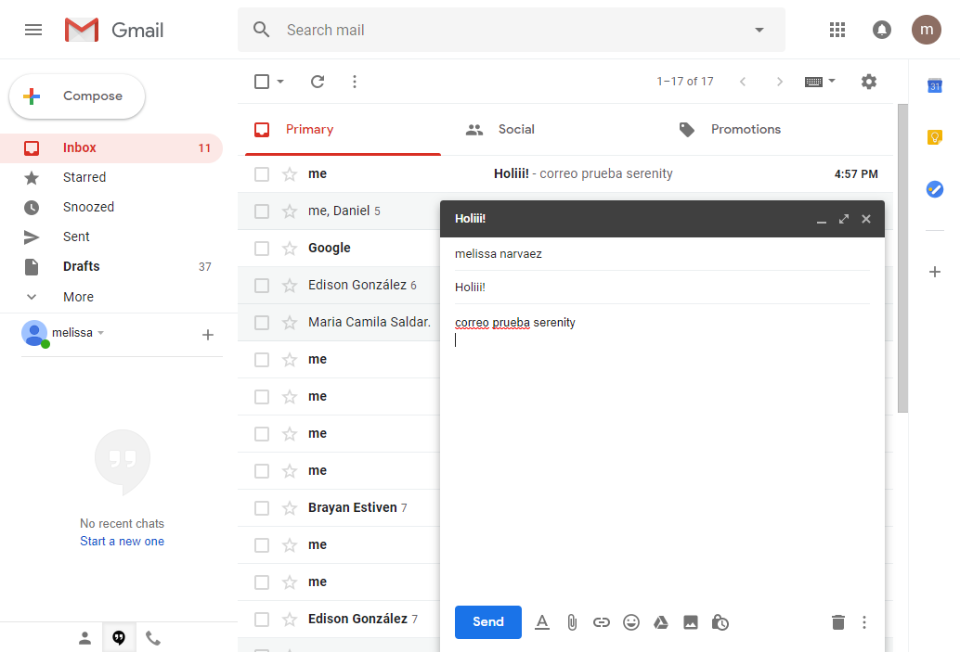 Gmail
Search mail
m
Compose
1–17 of 17
31
Primary
Social
Promotions
Inbox 11
Starred
Snoozed
Sent
Drafts 37
More
melissa
No recent chats
Start a new one
me Holiii! - correo prueba serenity 4:57 PM
me, Daniel 5
Google
Edison González 6
Maria Camila Saldar.
me
me
me
me
Brayan Estiven 7
me
me
Edison González 7
Holiii!
melissa narvaez
Holiii!
correo prueba serenity
Send